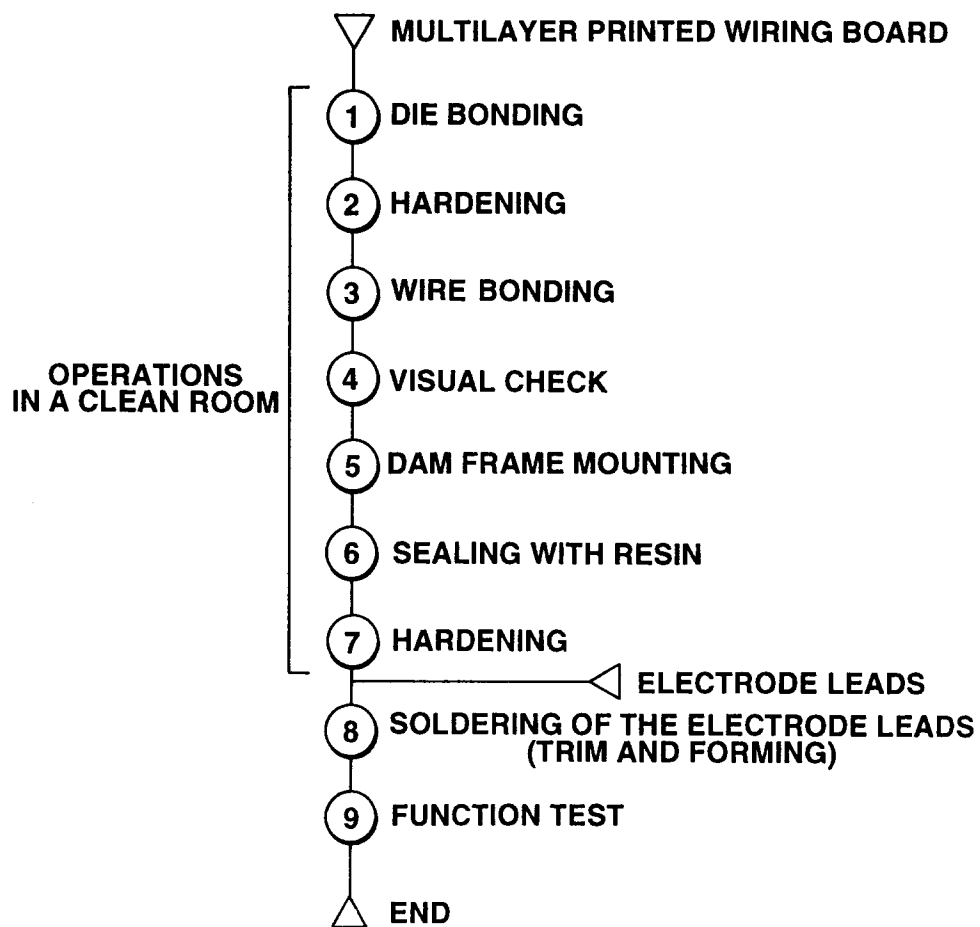 MULTILAYER PRINTED WIRING BOARD
1 DIE BONDING
2 HARDENING
3 WIRE BONDING
OPERATIONS
IN A CLEAN ROOM
4 VISUAL CHECK
5 DAM FRAME MOUNTING
6 SEALING WITH RESIN
7 HARDENING
ELECTRODE LEADS
8 SOLDERING OF THE ELECTRODE LEADS
(TRIM AND FORMING)
9 FUNCTION TEST
END